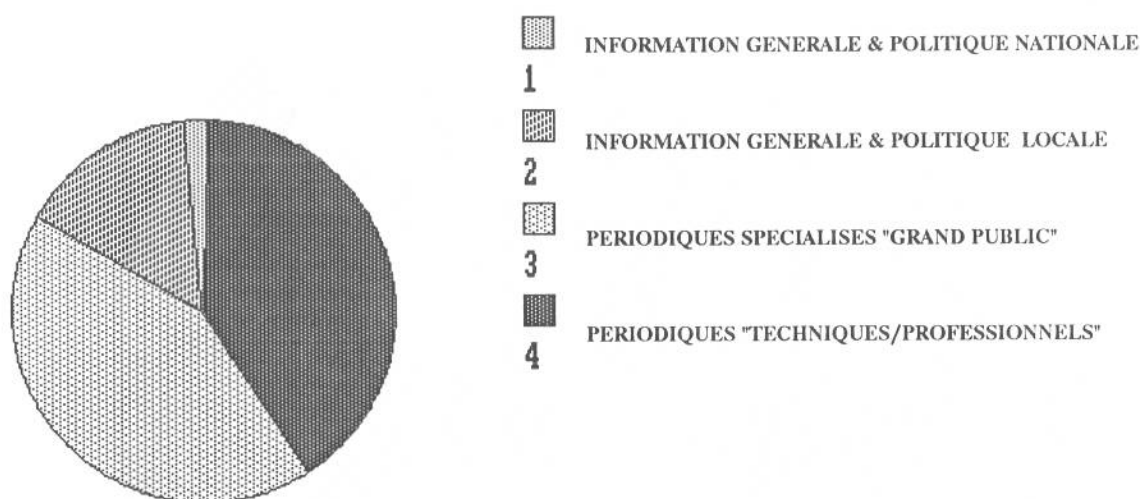 INFORMATION GENERALE & POLITIQUE NATIONALE
1
INFORMATION GENERALE & POLITIQUE LOCALE
2
PERIODIQUES SPECIALISES "GRAND PUBLIC"
3
PERIODIQUES "TECHNIQUES/PROFESSIONNELS"
4